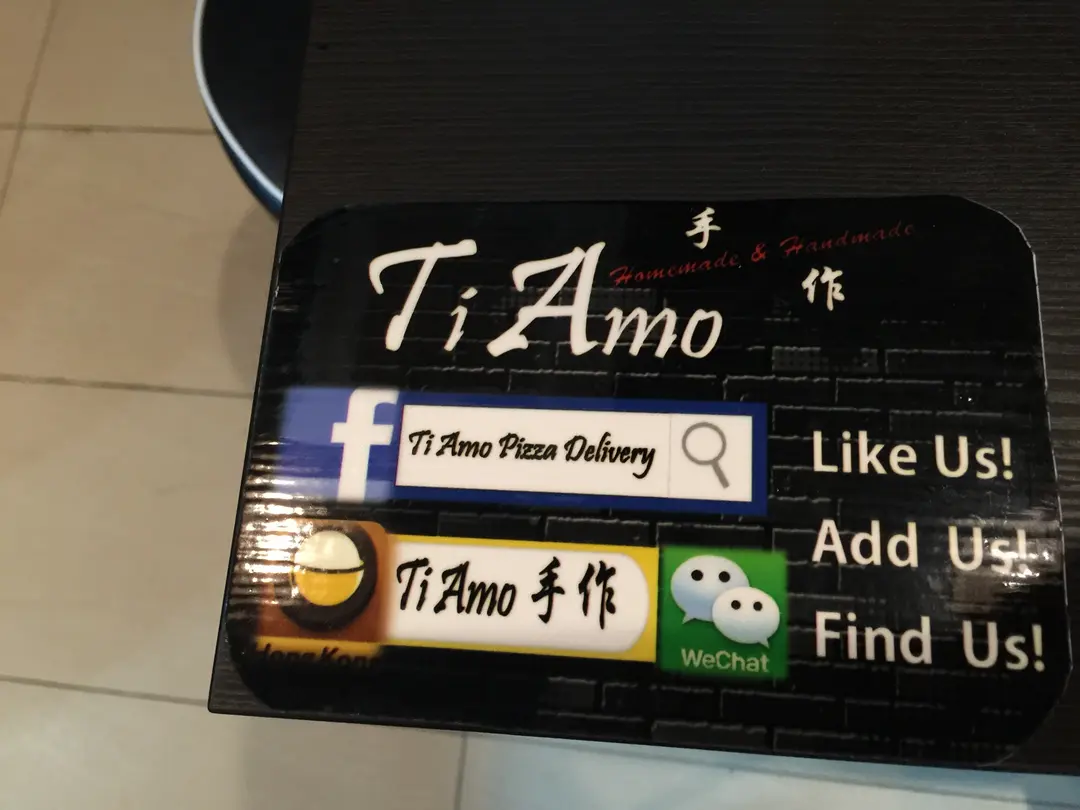 手
Homemade & Handmade
作
Ti Amo
f
Ti Amo Pizza Delivery
Like Us!
Add Us!
Ti Amo 手作
WeChat
Find Us!
Hong Kong